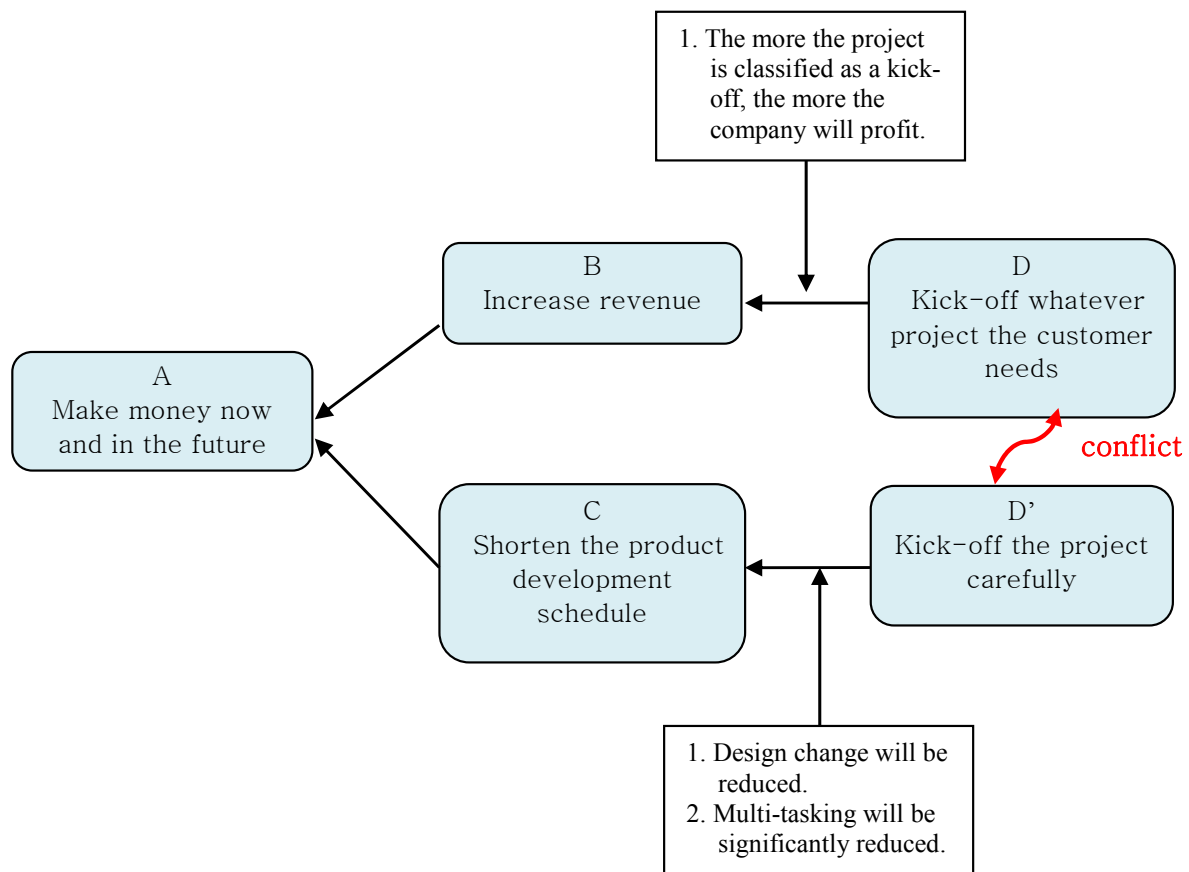 1. The more the project
is classified as a kick-
off, the more the
company will profit.
B
Increase revenue
D
Kick-off whatever
project the customer
needs
A
Make money now
and in the future
conflict
C
Shorten the product
development
schedule
D’
Kick-off the project
carefully
1. Design change will be
reduced.
2. Multi-tasking will be
significantly reduced.